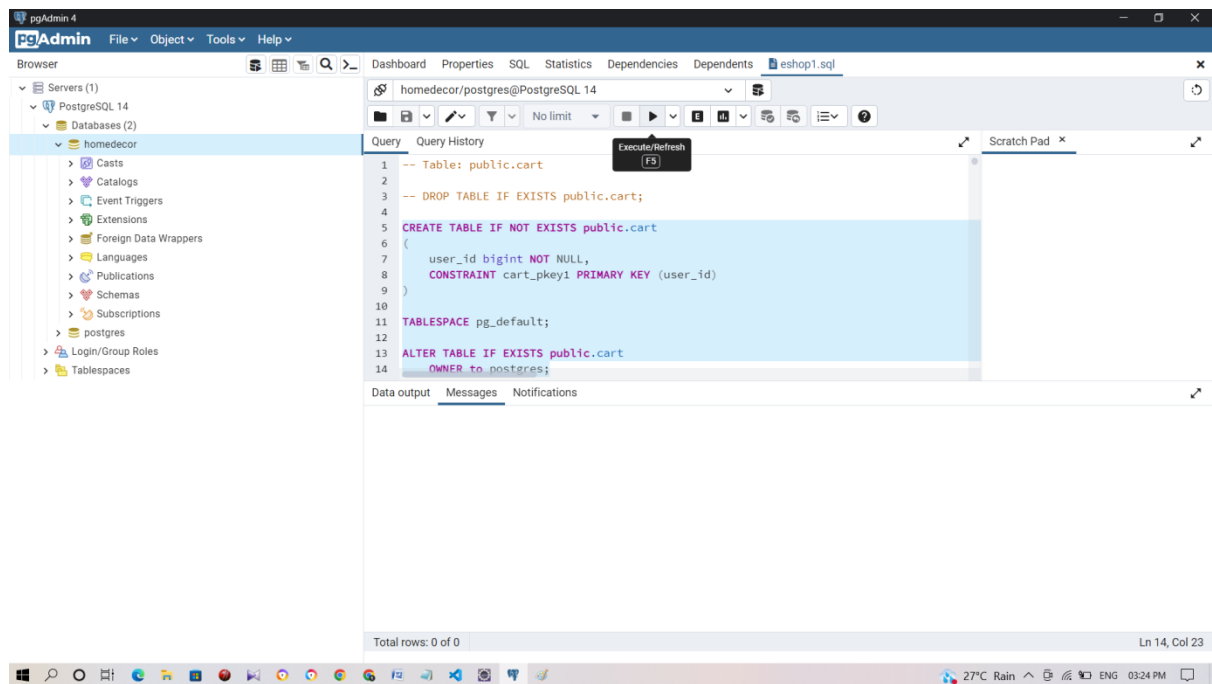 pgAdmin 4
pgAdmin File Object Tools Help
Browser
Servers (1)
PostgreSQL 14
Databases (2)
homedecor
Casts
Catalogs
Event Triggers
Extensions
Foreign Data Wrappers
Languages
Publications
Schemas
Subscriptions
postgres
Login/Group Roles
Tablespaces
Dashboard Properties SQL Statistics Dependencies Dependents eshop1.sql
homedecor/postgres@PostgreSQL 14
No limit
Query Query History
Execute/Refresh
F5
Scratch Pad
1 -- Table: public.cart
2
3 -- DROP TABLE IF EXISTS public.cart;
4
5 CREATE TABLE IF NOT EXISTS public.cart
6 (
7 user_id bigint NOT NULL,
8 CONSTRAINT cart_pkey1 PRIMARY KEY (user_id)
9 )
10
11 TABLESPACE pg_default;
12
13 ALTER TABLE IF EXISTS public.cart
14 OWNER to postgres;
Data output Messages Notifications
Total rows: 0 of 0
Ln 14, Col 23
27°C Rain ENG 03:24 PM